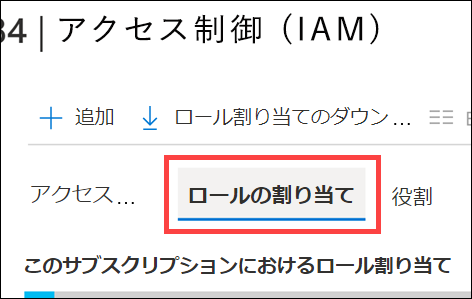 34 | アクセス制御 (IAM)
追加 ロール割り当てのダウン...
アクセス... ロールの割り当て 役割
このサブスクリプションにおけるロール割り当て